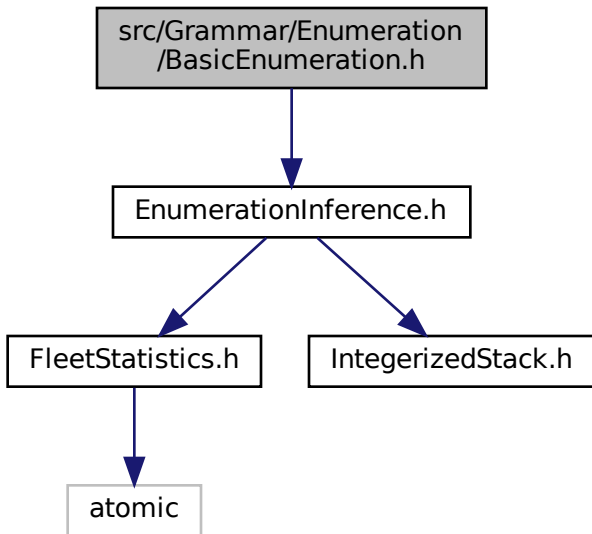 src/Grammar/Enumeration
/BasicEnumeration.h
EnumerationInference.h
FleetStatistics.h
IntegerizedStack.h
atomic